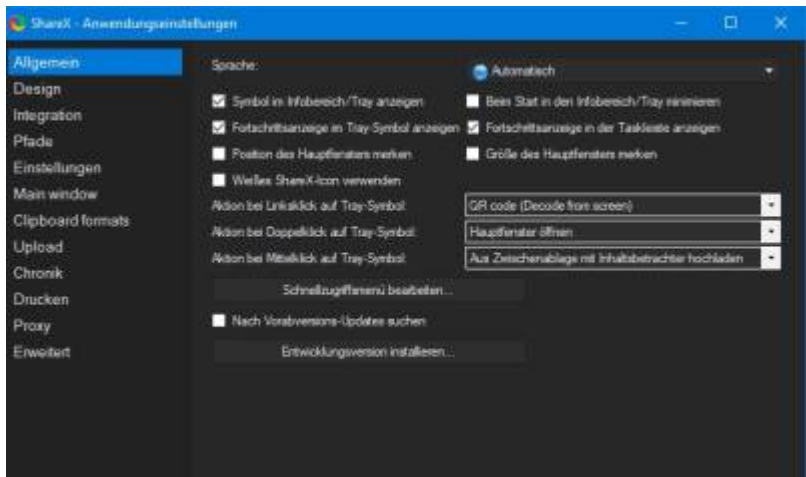 ShareX - Anwendungseinstellungen
Allgemein
Design
Integration
Pfade
Einstellungen
Main window
Clipboard formats
Upload
Chronik
Drucken
Proxy
Erweitert
Sprache: Automatisch
Symbol im Infobereich/Tray anzeigen Beim Start in den Infobereich/Tray minimieren
Fortschrittsanzeige im Tray-Symbol anzeigen Fortschrittsanzeige in der Taskleiste anzeigen
Position des Hauptfensters merken Größe des Hauptfensters merken
Weißes ShareX-Icon verwenden
Aktion bei Linksklick auf Tray-Symbol: QR code (Decode from screen)
Aktion bei Doppelklick auf Tray-Symbol: Hauptfenster öffnen
Aktion bei Mittelklick auf Tray-Symbol: Aus Zwischenablage mit Inhaltsbetrachter hochladen
Schnellzugriffsmenü bearbeiten...
Nach Vorabversions-Updates suchen
Entwicklungsversion installieren...